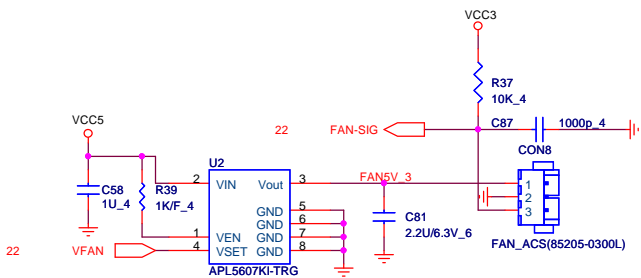 VCC3
R37
10K_4
22 FAN-SIG
C87 1000p_4
CON8
VCC5
U2
2 VIN Vout 3 FAN5V_3
C58
1U_4
R39
1K/F_4
GND 5
GND 6
1 VEN GND 7
22 VFAN 4 VSET GND 8
APL5607KI-TRG
C81
2.2U/6.3V_6
1
2
3
FAN_ACS(85205-0300L)